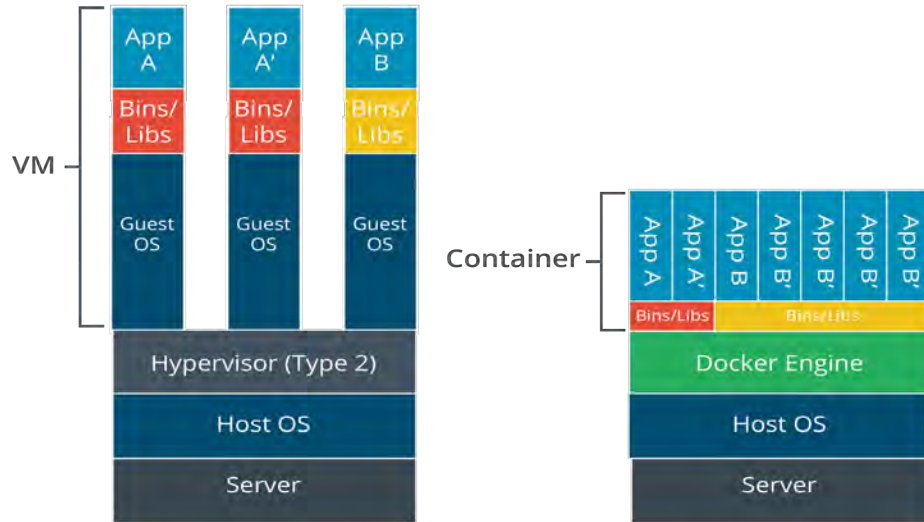 VM
App
A
Bins/
Libs
Guest
OS
App
A'
Bins/
Libs
Guest
OS
App
B
Bins/
Libs
Guest
OS
Hypervisor (Type 2)
Host OS
Server
Container
App A
App A'
App B
App B'
App B'
App B'
App B'
Bins/Libs
Bins/Libs
Docker Engine
Host OS
Server